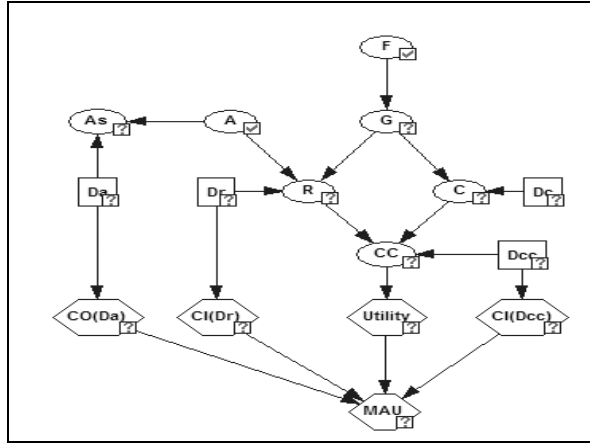 F
As
A
G
Da
Dr
R
C
Dc
CC
Dcc
CO(Da)
CI(Dr)
Utility
CI(Dcc)
MAU